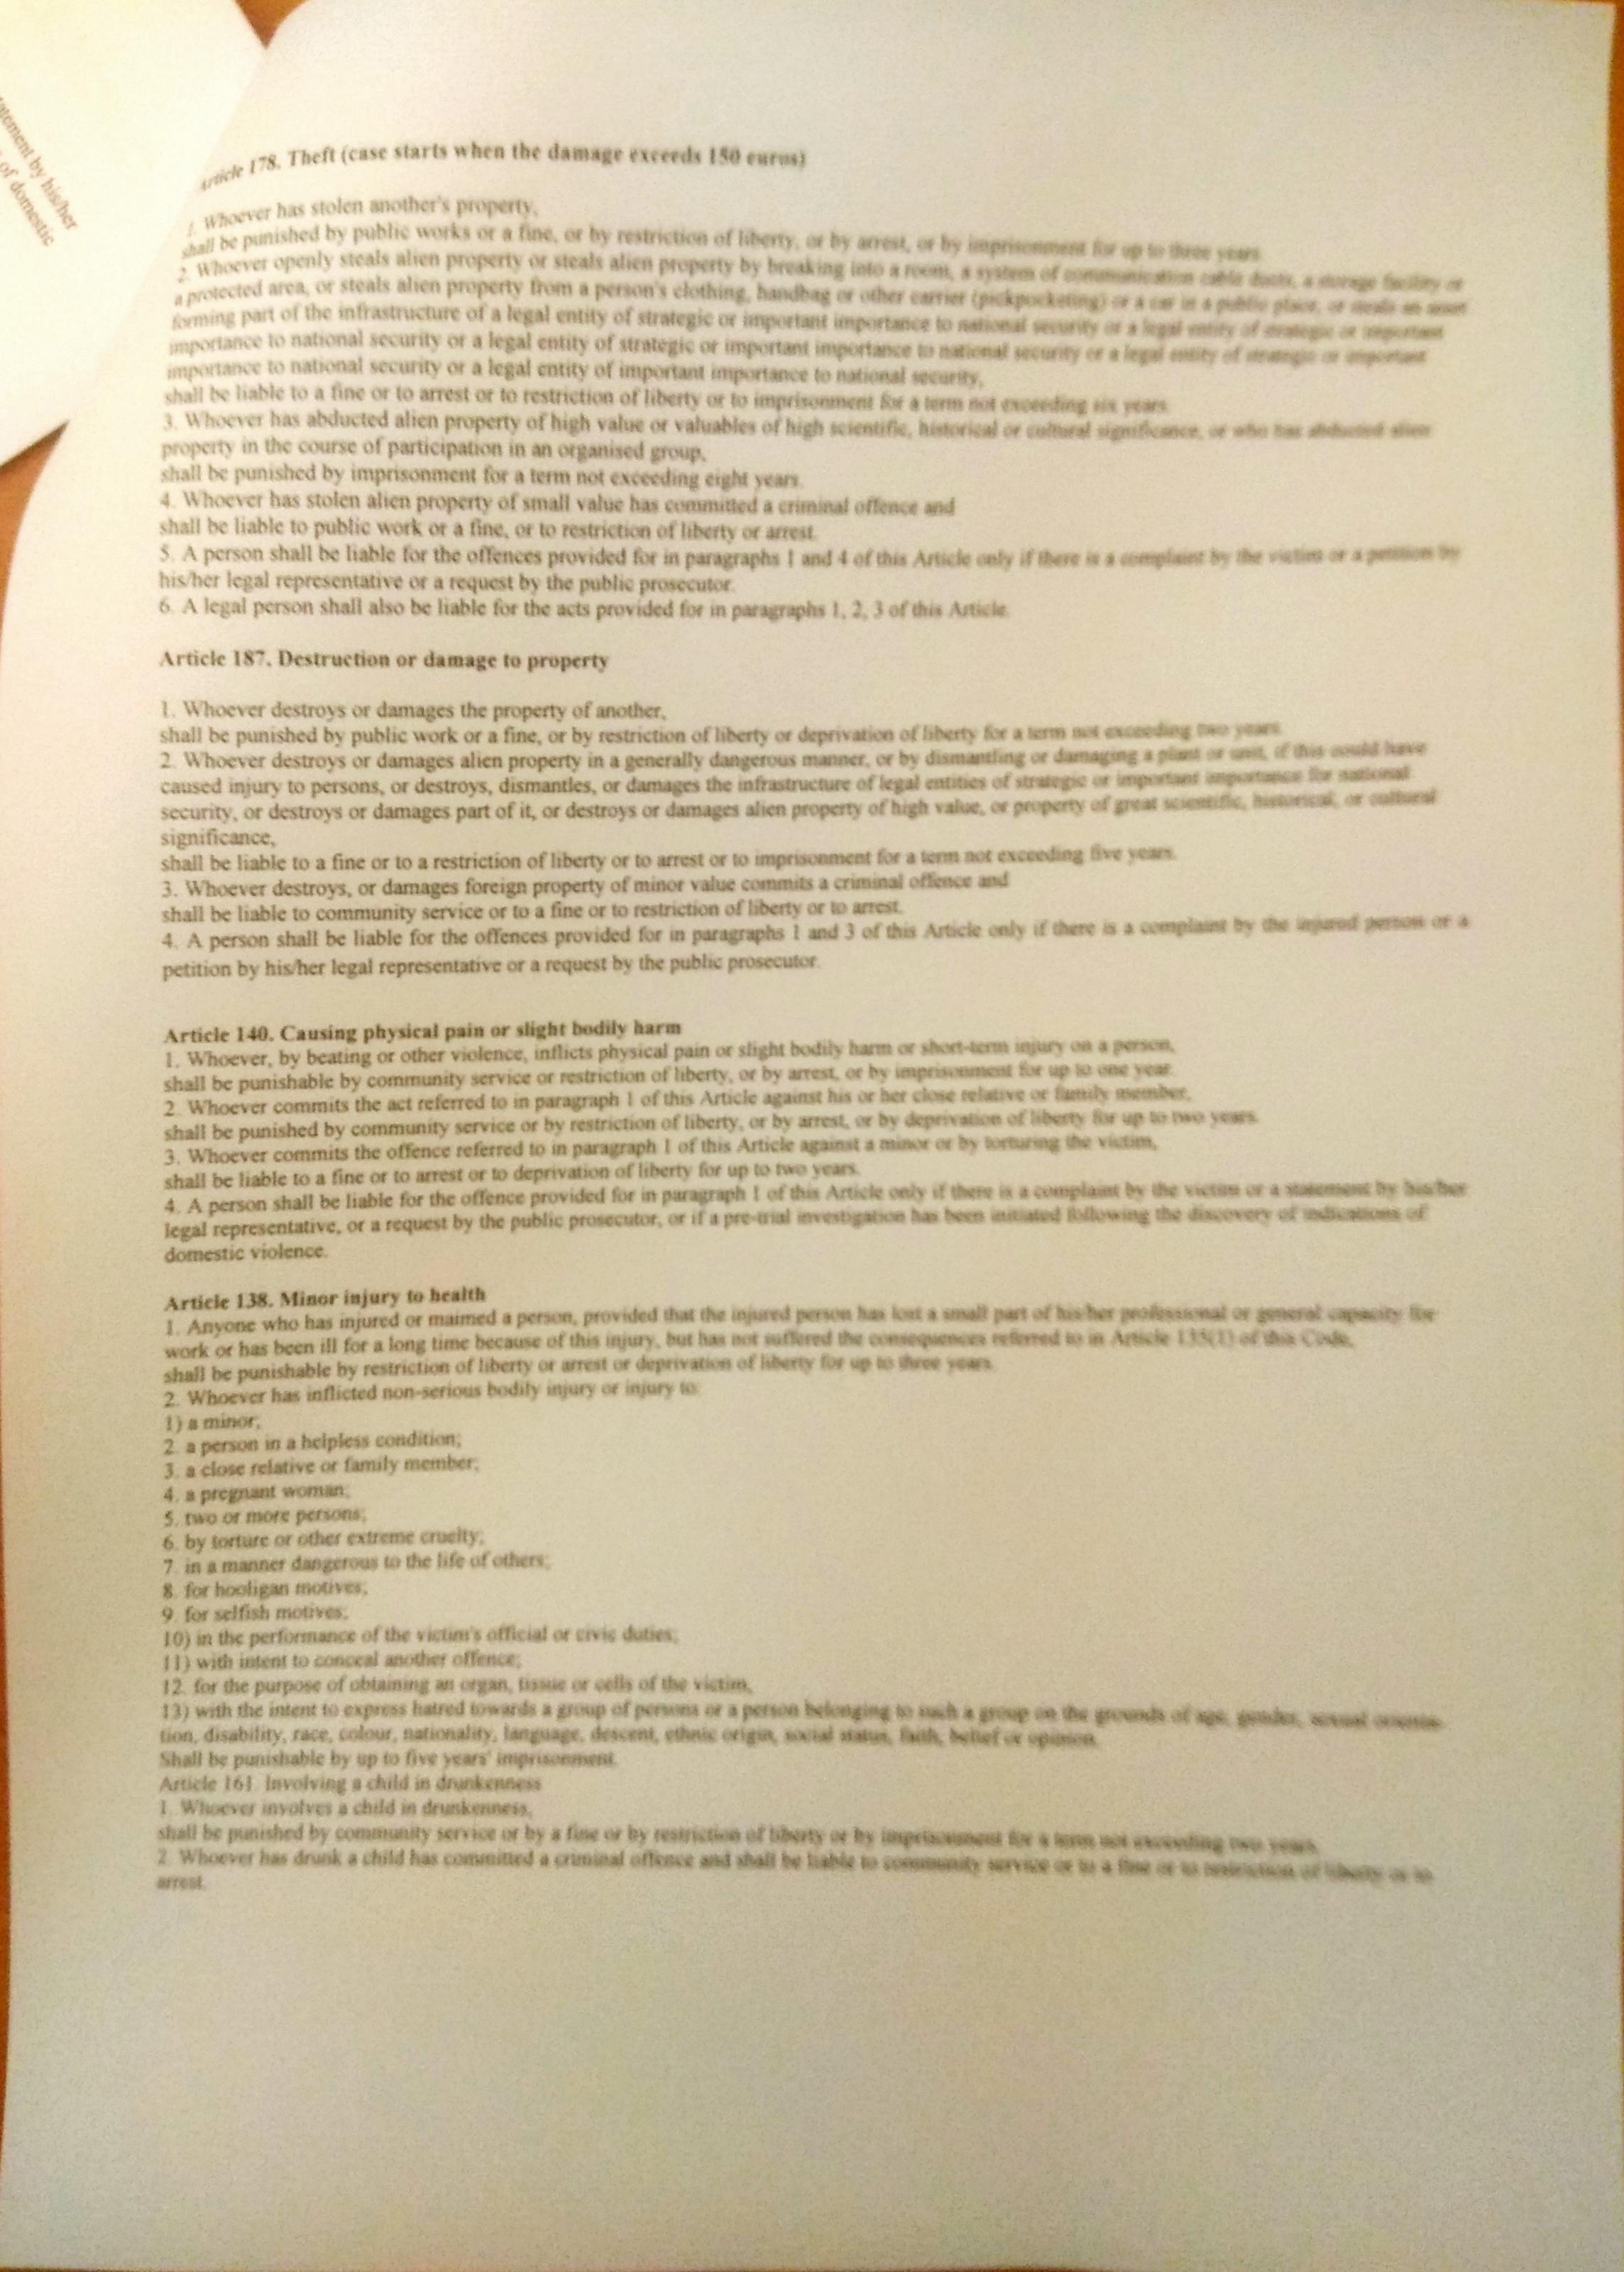 atement by his/her
of domestic
Article 178. Theft (case starts when the damage exceeds 150 euros)
1. Whoever has stolen another's property,
shall be punished by public works or a fine, or by restriction of liberty, or by arrest, or by imprisonment for up to three years.
2. Whoever openly steals alien property or steals alien property by breaking into a room, a system of communication cable ducts, a storage facility or
a protected area, or steals alien property from a person's clothing, handbag or other carrier (pickpocketing) or a car in a public place, or steals an asset
forming part of the infrastructure of a legal entity of strategic or important importance to national security or a legal entity of strategic or important
importance to national security or a legal entity of strategic or important importance to national security or a legal entity of strategic or important
importance to national security or a legal entity of important importance to national security,
shall be liable to a fine or to arrest or to restriction of liberty or to imprisonment for a term not exceeding six years.
3. Whoever has abducted alien property of high value or valuables of high scientific, historical or cultural significance, or who has abducted alien
property in the course of participation in an organised group,
shall be punished by imprisonment for a term not exceeding eight years.
4. Whoever has stolen alien property of small value has committed a criminal offence and
shall be liable to public work or a fine, or to restriction of liberty or arrest.
5. A person shall be liable for the offences provided for in paragraphs 1 and 4 of this Article only if there is a complaint by the victim or a petition by
his/her legal representative or a request by the public prosecutor.
6. A legal person shall also be liable for the acts provided for in paragraphs 1, 2, 3 of this Article.
Article 187. Destruction or damage to property
1. Whoever destroys or damages the property of another,
shall be punished by public work or a fine, or by restriction of liberty or deprivation of liberty for a term not exceeding two years.
2. Whoever destroys or damages alien property in a generally dangerous manner, or by dismantling or damaging a plant or unit, if this could have
caused injury to persons, or destroys, dismantles, or damages the infrastructure of legal entities of strategic or important importance for national
security, or destroys or damages part of it, or destroys or damages alien property of high value, or property of great scientific, historical, or cultural
significance,
shall be liable to a fine or to a restriction of liberty or to arrest or to imprisonment for a term not exceeding five years.
3. Whoever destroys, or damages foreign property of minor value commits a criminal offence and
shall be liable to community service or to a fine or to restriction of liberty or to arrest.
4. A person shall be liable for the offences provided for in paragraphs 1 and 3 of this Article only if there is a complaint by the injured person or a
petition by his/her legal representative or a request by the public prosecutor.
Article 140. Causing physical pain or slight bodily harm
1. Whoever, by beating or other violence, inflicts physical pain or slight bodily harm or short-term injury on a person,
shall be punishable by community service or restriction of liberty, or by arrest, or by imprisonment for up to one year.
2. Whoever commits the act referred to in paragraph 1 of this Article against his or her close relative or family member,
shall be punished by community service or by restriction of liberty, or by arrest, or by deprivation of liberty for up to two years.
3. Whoever commits the offence referred to in paragraph 1 of this Article against a minor or by torturing the victim,
shall be liable to a fine or to arrest or to deprivation of liberty for up to two years.
4. A person shall be liable for the offence provided for in paragraph 1 of this Article only if there is a complaint by the victim or a statement by his/her
legal representative, or a request by the public prosecutor, or if a pre-trial investigation has been initiated following the discovery of indications of
domestic violence.
Article 138. Minor injury to health
1. Anyone who has injured or maimed a person, provided that the injured person has lost a small part of his/her professional or general capacity for
work or has been ill for a long time because of this injury, but has not suffered the consequences referred to in Article 135(1) of this Code,
shall be punishable by restriction of liberty or arrest or deprivation of liberty for up to three years.
2. Whoever has inflicted non-serious bodily injury or injury to:
1) a minor;
2. a person in a helpless condition;
3. a close relative or family member;
4. a pregnant woman;
5. two or more persons;
6. by torture or other extreme cruelty;
7. in a manner dangerous to the life of others;
8. for hooligan motives;
9. for selfish motives;
10) in the performance of the victim's official or civic duties;
11) with intent to conceal another offence;
12. for the purpose of obtaining an organ, tissue or cells of the victim,
13) with the intent to express hatred towards a group of persons or a person belonging to such a group on the grounds of age, gender, sexual orienta-
tion, disability, race, colour, nationality, language, descent, ethnic origin, social status, faith, belief or opinion.
Shall be punishable by up to five years' imprisonment.
Article 161. Involving a child in drunkenness
1. Whoever involves a child in drunkenness,
shall be punished by community service or by a fine or by restriction of liberty or by imprisonment for a term not exceeding two years.
2. Whoever has drunk a child has committed a criminal offence and shall be liable to community service or to a fine or to restriction of liberty or to
arrest.